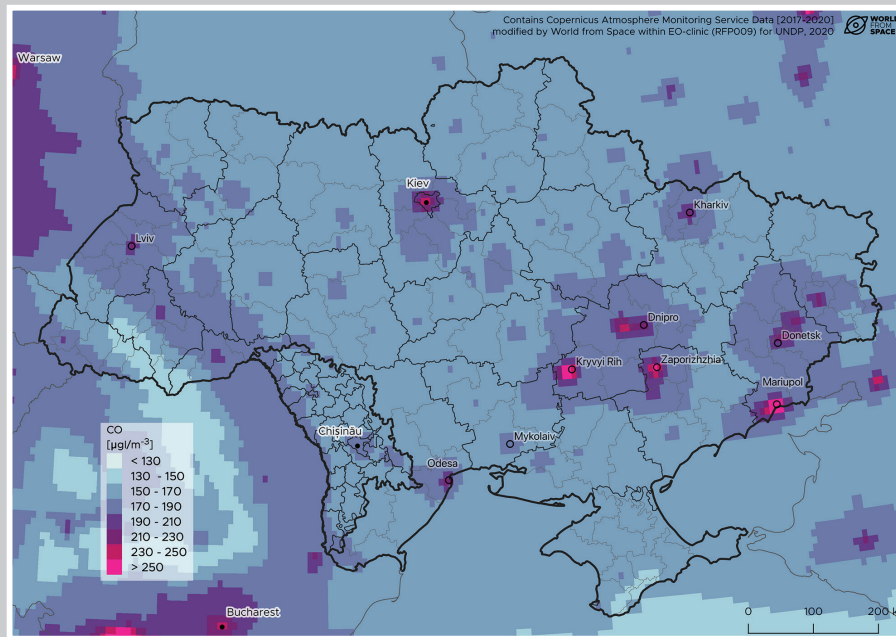 Contains Copernicus Atmosphere Monitoring Service Data [2017-2020]
modified by World from Space within EO-clinic (RFP009) for UNDP, 2020
WORLD
FROM
SPACE
Warsaw
Kiev
Kharkiv
Lviv
Dnipro
Donetsk
Kryvyi Rih
Zaporizhzhia
Mariupol
Chișinău
Mykolaiv
Odesa
CO
[µgl/m⁻³]
< 130
130 - 150
150 - 170
170 - 190
190 - 210
210 - 230
230 - 250
> 250
Bucharest
0 100 200 k